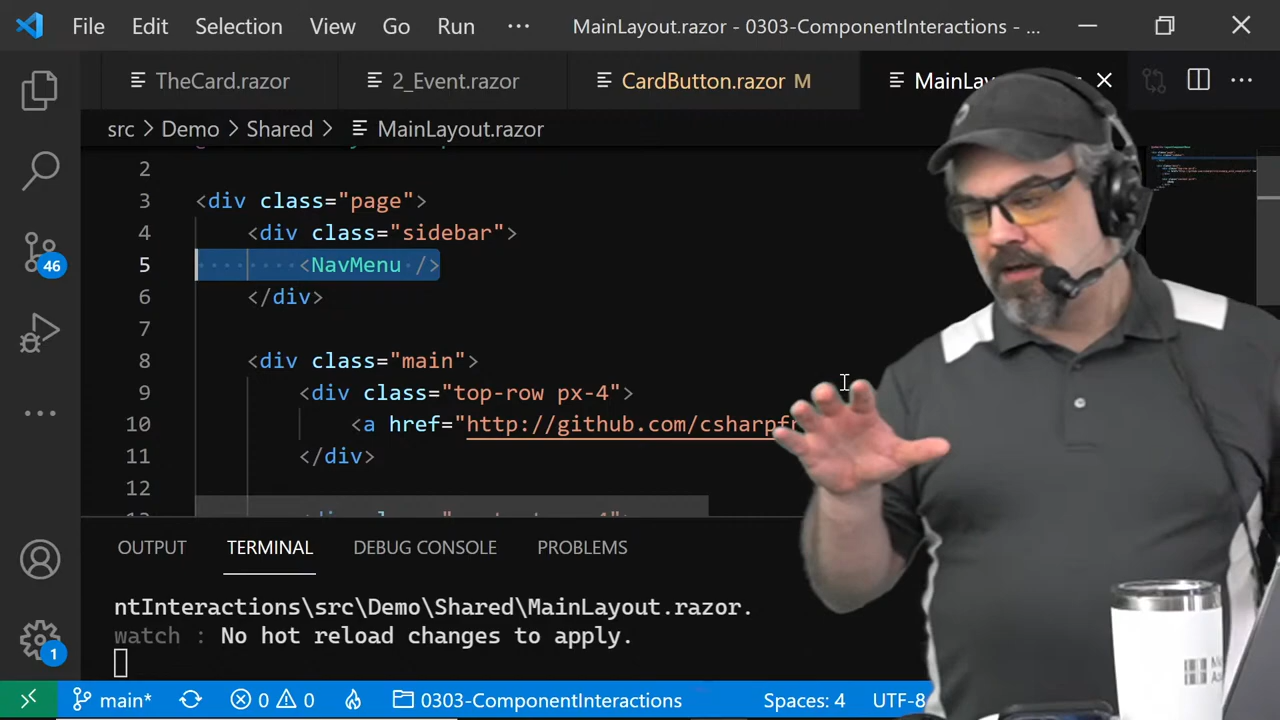 File Edit Selection View Go Run ··· MainLayout.razor - 0303-ComponentInteractions - ...
TheCard.razor 2_Event.razor CardButton.razor M MainLay
src > Demo > Shared > MainLayout.razor
2
3 <div class="page">
4 <div class="sidebar">
5 <NavMenu />
6 </div>
7
8 <div class="main">
9 <div class="top-row px-4">
10 <a href="http://github.com/csharpf
11 </div>
12
46
OUTPUT TERMINAL DEBUG CONSOLE PROBLEMS
ntInteractions\src\Demo\Shared\MainLayout.razor.
watch : No hot reload changes to apply.
1
main* 0 0 0303-ComponentInteractions Spaces: 4 UTF-8